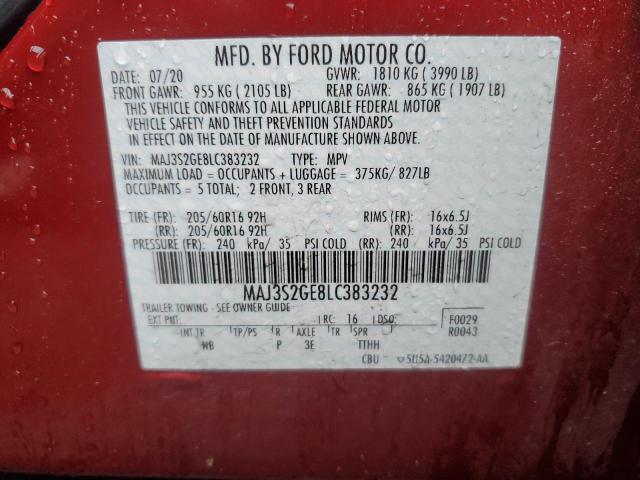 MFD. BY FORD MOTOR CO.
DATE: 07/20 GVWR: 1810 KG ( 3990 LB)
FRONT GAWR: 955 KG ( 2105 LB) REAR GAWR: 865 KG ( 1907 LB)
THIS VEHICLE CONFORMS TO ALL APPLICABLE FEDERAL MOTOR
VEHICLE SAFETY AND THEFT PREVENTION STANDARDS
IN EFFECT ON THE DATE OF MANUFACTURE SHOWN ABOVE.
VIN: MAJ3S2GE8LC383232 TYPE: MPV
MAXIMUM LOAD = OCCUPANTS + LUGGAGE = 375KG/ 827LB
OCCUPANTS = 5 TOTAL; 2 FRONT, 3 REAR
TIRE (FR): 205/60R16 92H RIMS (FR): 16x6.5J
(RR): 205/60R16 92H (RR): 16x6.5J
PRESSURE (FR): 240 kPa/ 35 PSI COLD (RR): 240 kPa/ 35 PSI COLD
MAJ3S2GE8LC383232
TRAILER TOWING - SEE OWNER GUIDE
EXT PNT: RC: 16 DSO: F0029
INT TR TP/PS R AXLE TR SPR R0043
WB P 3E TTHH
CBU 5U5A-5420472-AA